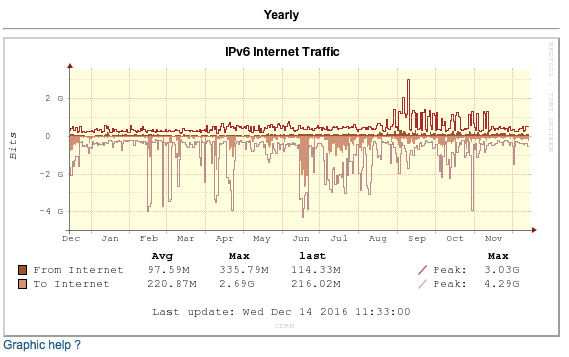 Yearly
IPv6 Internet Traffic
RRDTOOL / TOBI OETIKER
Bits
2 G
0
-2 G
-4 G
Dec Jan Feb Mar Apr May Jun Jul Aug Sep Oct Nov
Avg Max last Max
From Internet 97.59M 335.79M 114.33M Peak: 3.03G
To Internet 220.87M 2.69G 216.02M Peak: 4.29G
Last update: Wed Dec 14 2016 11:33:00
CERN
Graphic help ?